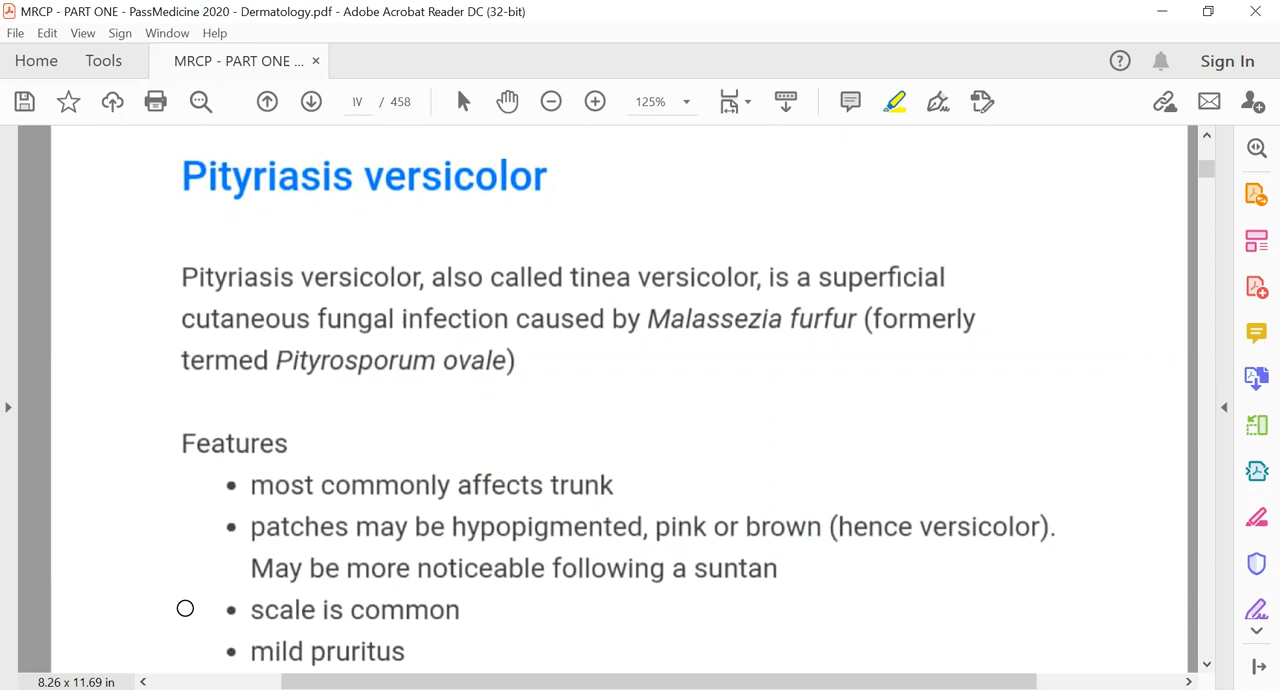 MRCP - PART ONE - PassMedicine 2020 - Dermatology.pdf - Adobe Acrobat Reader DC (32-bit)
File Edit View Sign Window Help
Home Tools MRCP - PART ONE ... × Sign In
IV / 458 125%
Pityriasis versicolor
Pityriasis versicolor, also called tinea versicolor, is a superficial
cutaneous fungal infection caused by Malassezia furfur (formerly
termed Pityrosporum ovale)
Features
• most commonly affects trunk
• patches may be hypopigmented, pink or brown (hence versicolor).
May be more noticeable following a suntan
• scale is common
• mild pruritus
8.26 x 11.69 in